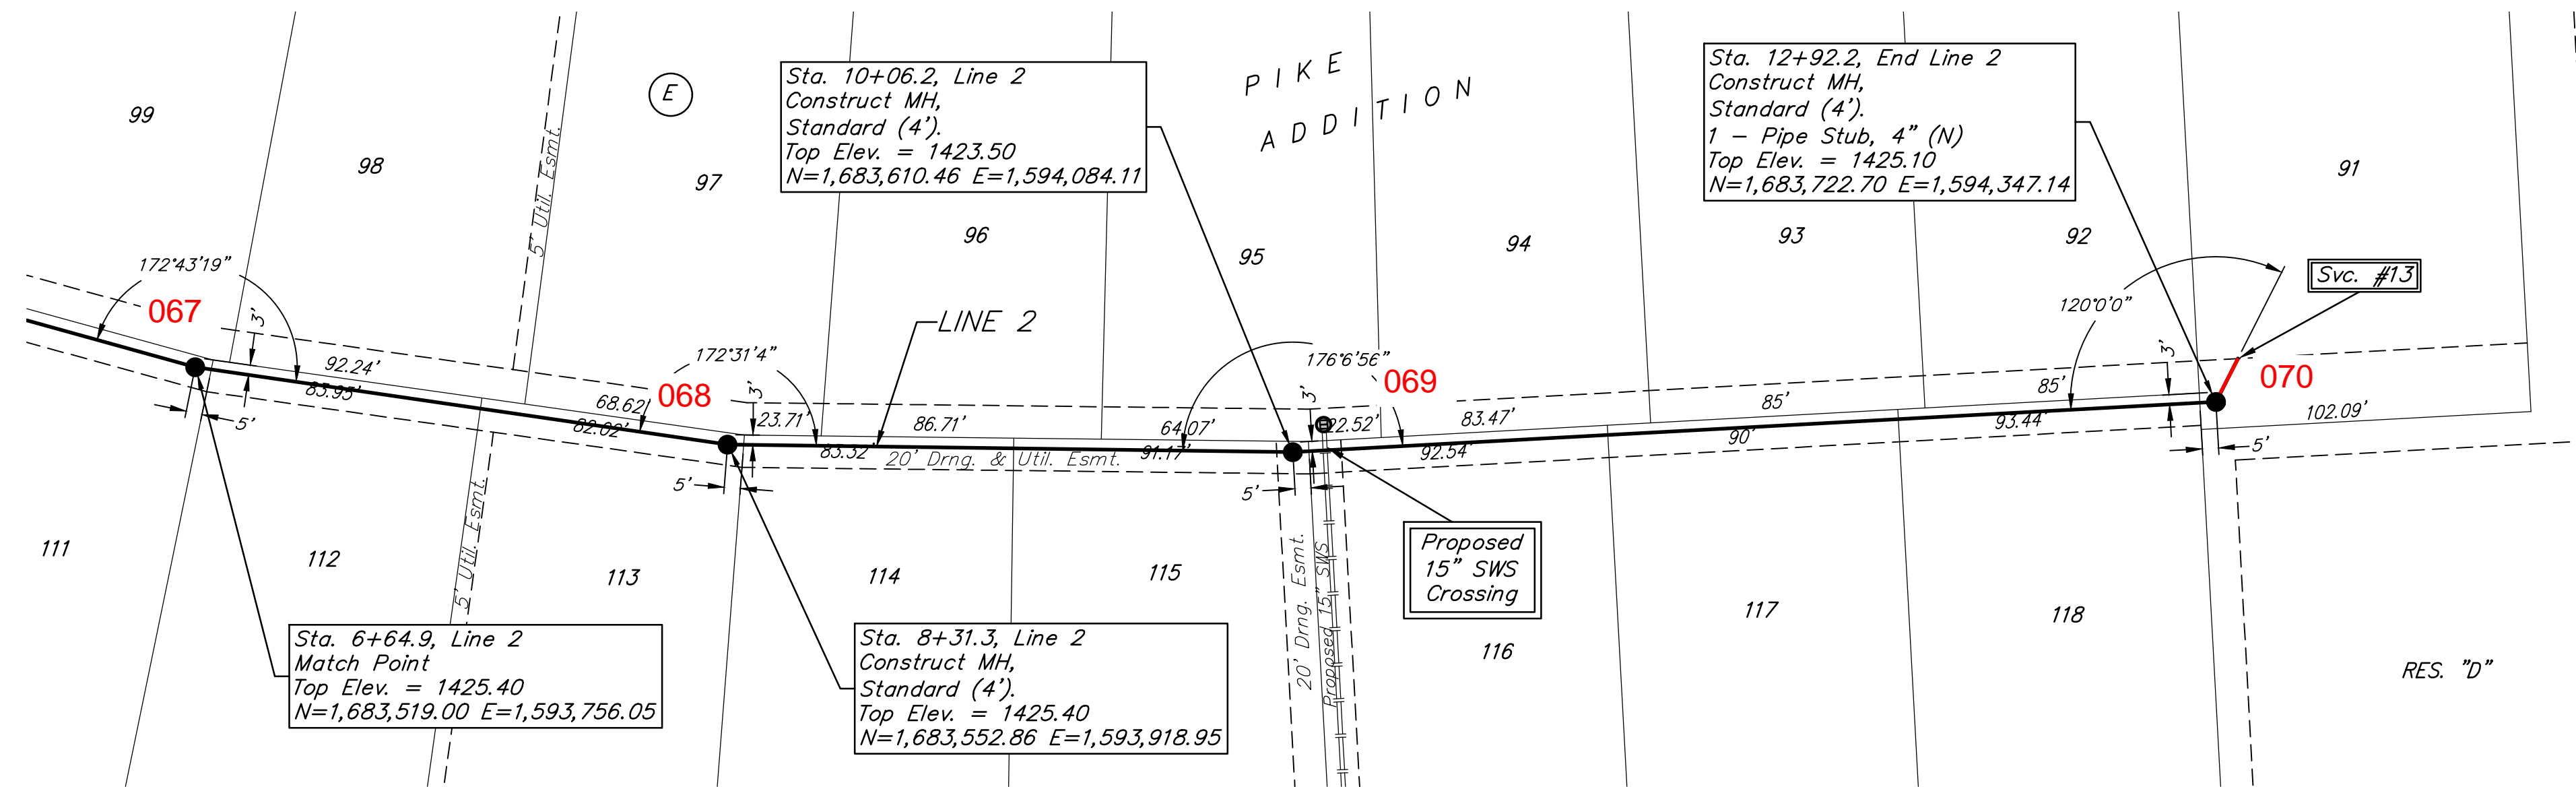 PIKE
ADDITION
E
99
98
97
96
95
94
93
92
91
5' Util. Esmt.
Sta. 10+06.2, Line 2
Construct MH,
Standard (4').
Top Elev. = 1423.50
N=1,683,610.46 E=1,594,084.11
Sta. 12+92.2, End Line 2
Construct MH,
Standard (4').
1 - Pipe Stub, 4" (N)
Top Elev. = 1425.10
N=1,683,722.70 E=1,594,347.14
Svc. #13
172°43'19"
067
3'
92.24'
83.95'
5'
LINE 2
172°31'4"
068
3'
68.62'
82.02'
23.71'
5'
86.71'
83.32'
20' Drng. & Util. Esmt.
64.07'
91.17'
176°6'56"
069
3'
22.52'
5'
83.47'
92.54'
85'
90'
120°0'0"
85'
93.44'
3'
070
102.09'
5'
111
112
5' Util. Esmt.
113
114
115
20' Drng. Esmt.
Proposed 15" SWS
Proposed
15" SWS
Crossing
116
117
118
RES. "D"
Sta. 6+64.9, Line 2
Match Point
Top Elev. = 1425.40
N=1,683,519.00 E=1,593,756.05
Sta. 8+31.3, Line 2
Construct MH,
Standard (4').
Top Elev. = 1425.40
N=1,683,552.86 E=1,593,918.95